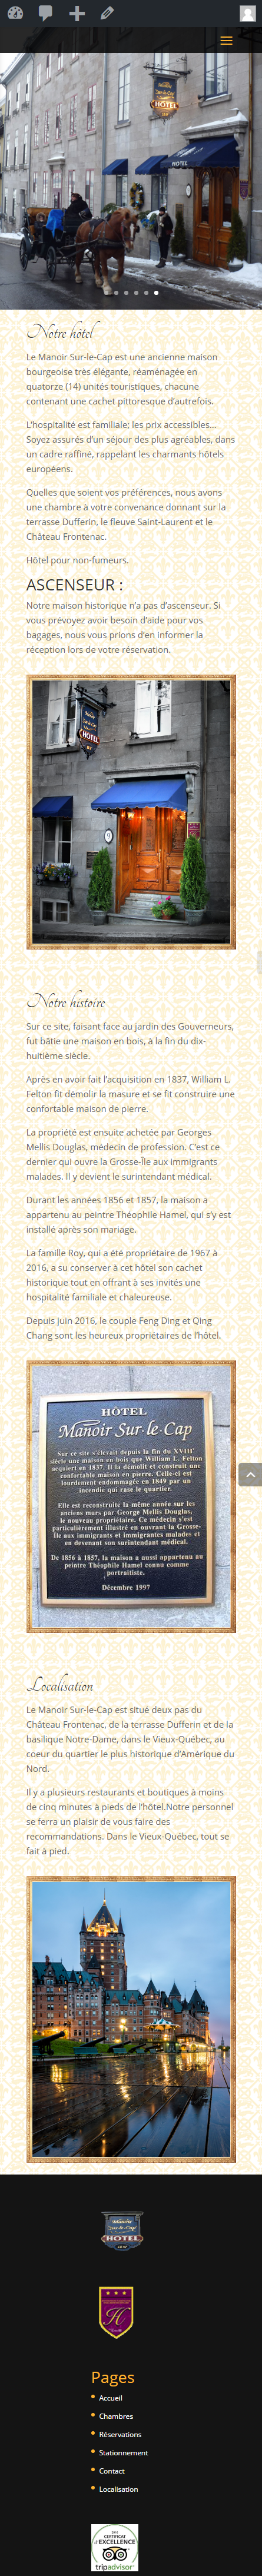 HOTEL
HOTEL
Notre hôtel
Le Manoir Sur-le-Cap est une ancienne maison
bourgeoise très élégante, réaménagée en
quatorze (14) unités touristiques, chacune
contenant une cachet pittoresque d'autrefois.
L'hospitalité est familiale; les prix accessibles...
Soyez assurés d'un séjour des plus agréables, dans
un cadre raffiné, rappelant les charmants hôtels
européens.
Quelques que soient vos préférences, nous avons
une chambre à votre convenance donnant sur la
terrasse Dufferin, le fleuve Saint-Laurent et le
Château Frontenac.
Hôtel pour non-fumeurs.
ASCENSEUR :
Notre maison historique n'a pas d'ascenseur. Si
vous prévoyez avoir besoin d'aide pour vos
bagages, nous vous prions d'en informer la
réception lors de votre réservation.
HOTEL
Notre histoire
Sur ce site, faisant face au jardin des Gouverneurs,
fut bâtie une maison en bois, à la fin du dix-
huitième siècle.
Après en avoir fait l'acquisition en 1837, William L.
Felton fit démolir la masure et se fit construire une
confortable maison de pierre.
La propriété est ensuite achetée par Georges
Mellis Douglas, médecin de profession. C'est ce
dernier qui ouvre la Grosse-Île aux immigrants
malades. Il y devient le surintendant médical.
Durant les années 1856 et 1857, la maison a
appartenu au peintre Théophile Hamel, qui s'y est
installé après son mariage.
La famille Roy, qui a été propriétaire de 1967 à
2016, a su conserver à cet hôtel son cachet
historique tout en offrant à ses invités une
hospitalité familiale et chaleureuse.
Depuis juin 2016, le couple Feng Ding et Qing
Chang sont les heureux propriétaires de l'hôtel.
HÔTEL
Manoir Sur-le-Cap
Sur ce site s'élevait depuis la fin du XVIIIe
siècle une maison en bois que William L. Felton
acquiert en 1837. Il la démolit et construit une
confortable maison en pierre. Celle-ci est
lourdement endommagée en 1849 par un
incendie qui rase le quartier.
Elle est reconstruite la même année sur ses
anciens murs par George Mellis Douglas,
le nouveau propriétaire. Ce médecin s'est
particulièrement illustré en ouvrant la Grosse-
Île aux immigrants et immigrantes malades et
en devenant son surintendant médical.
De 1856 à 1857, la maison a aussi appartenu au
peintre Théophile Hamel connu comme
portraitiste.
Décembre 1997
Localisation
Le Manoir Sur-le-Cap est situé deux pas du
Château Frontenac, de la terrasse Dufferin et de la
basilique Notre-Dame, dans le Vieux-Québec, au
coeur du quartier le plus historique d'Amérique du
Nord.
Il y a plusieurs restaurants et boutiques à moins
de cinq minutes à pieds de l'hôtel.Notre personnel
se ferra un plaisir de vous faire des
recommandations. Dans le Vieux-Québec, tout se
fait à pied.
Manoir
Sur-le-Cap
HOTEL
H
Pages
Accueil
Chambres
Réservations
Stationnement
Contact
Localisation
CERTIFICAT
d'EXCELLENCE
tripadvisor